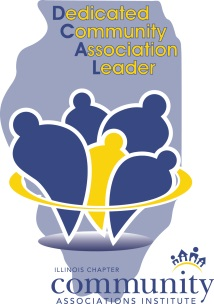 Dedicated
Community
Association
Leader
ILLINOIS CHAPTER
community
ASSOCIATIONS INSTITUTE